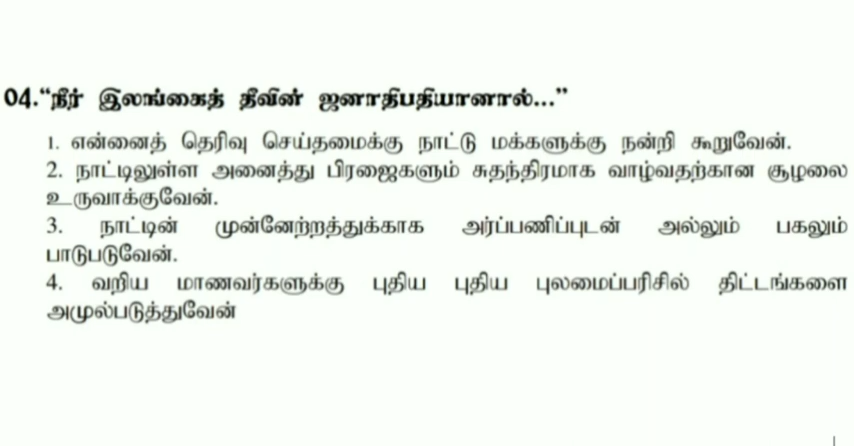 04.“நீர் இலங்கைத் தீவின் ஜனாதிபதியானால்...”
1. என்னைத் தெரிவு செய்தமைக்கு நாட்டு மக்களுக்கு நன்றி கூறுவேன்.
2. நாட்டிலுள்ள அனைத்து பிரஜைகளும் சுதந்திரமாக வாழ்வதற்கான சூழலை
உருவாக்குவேன்.
3. நாட்டின் முன்னேற்றத்துக்காக அர்ப்பணிப்புடன் அல்லும் பகலும்
பாடுபடுவேன்.
4. வறிய மாணவர்களுக்கு புதிய புதிய புலமைப்பரிசில் திட்டங்களை
அமுல்படுத்துவேன்